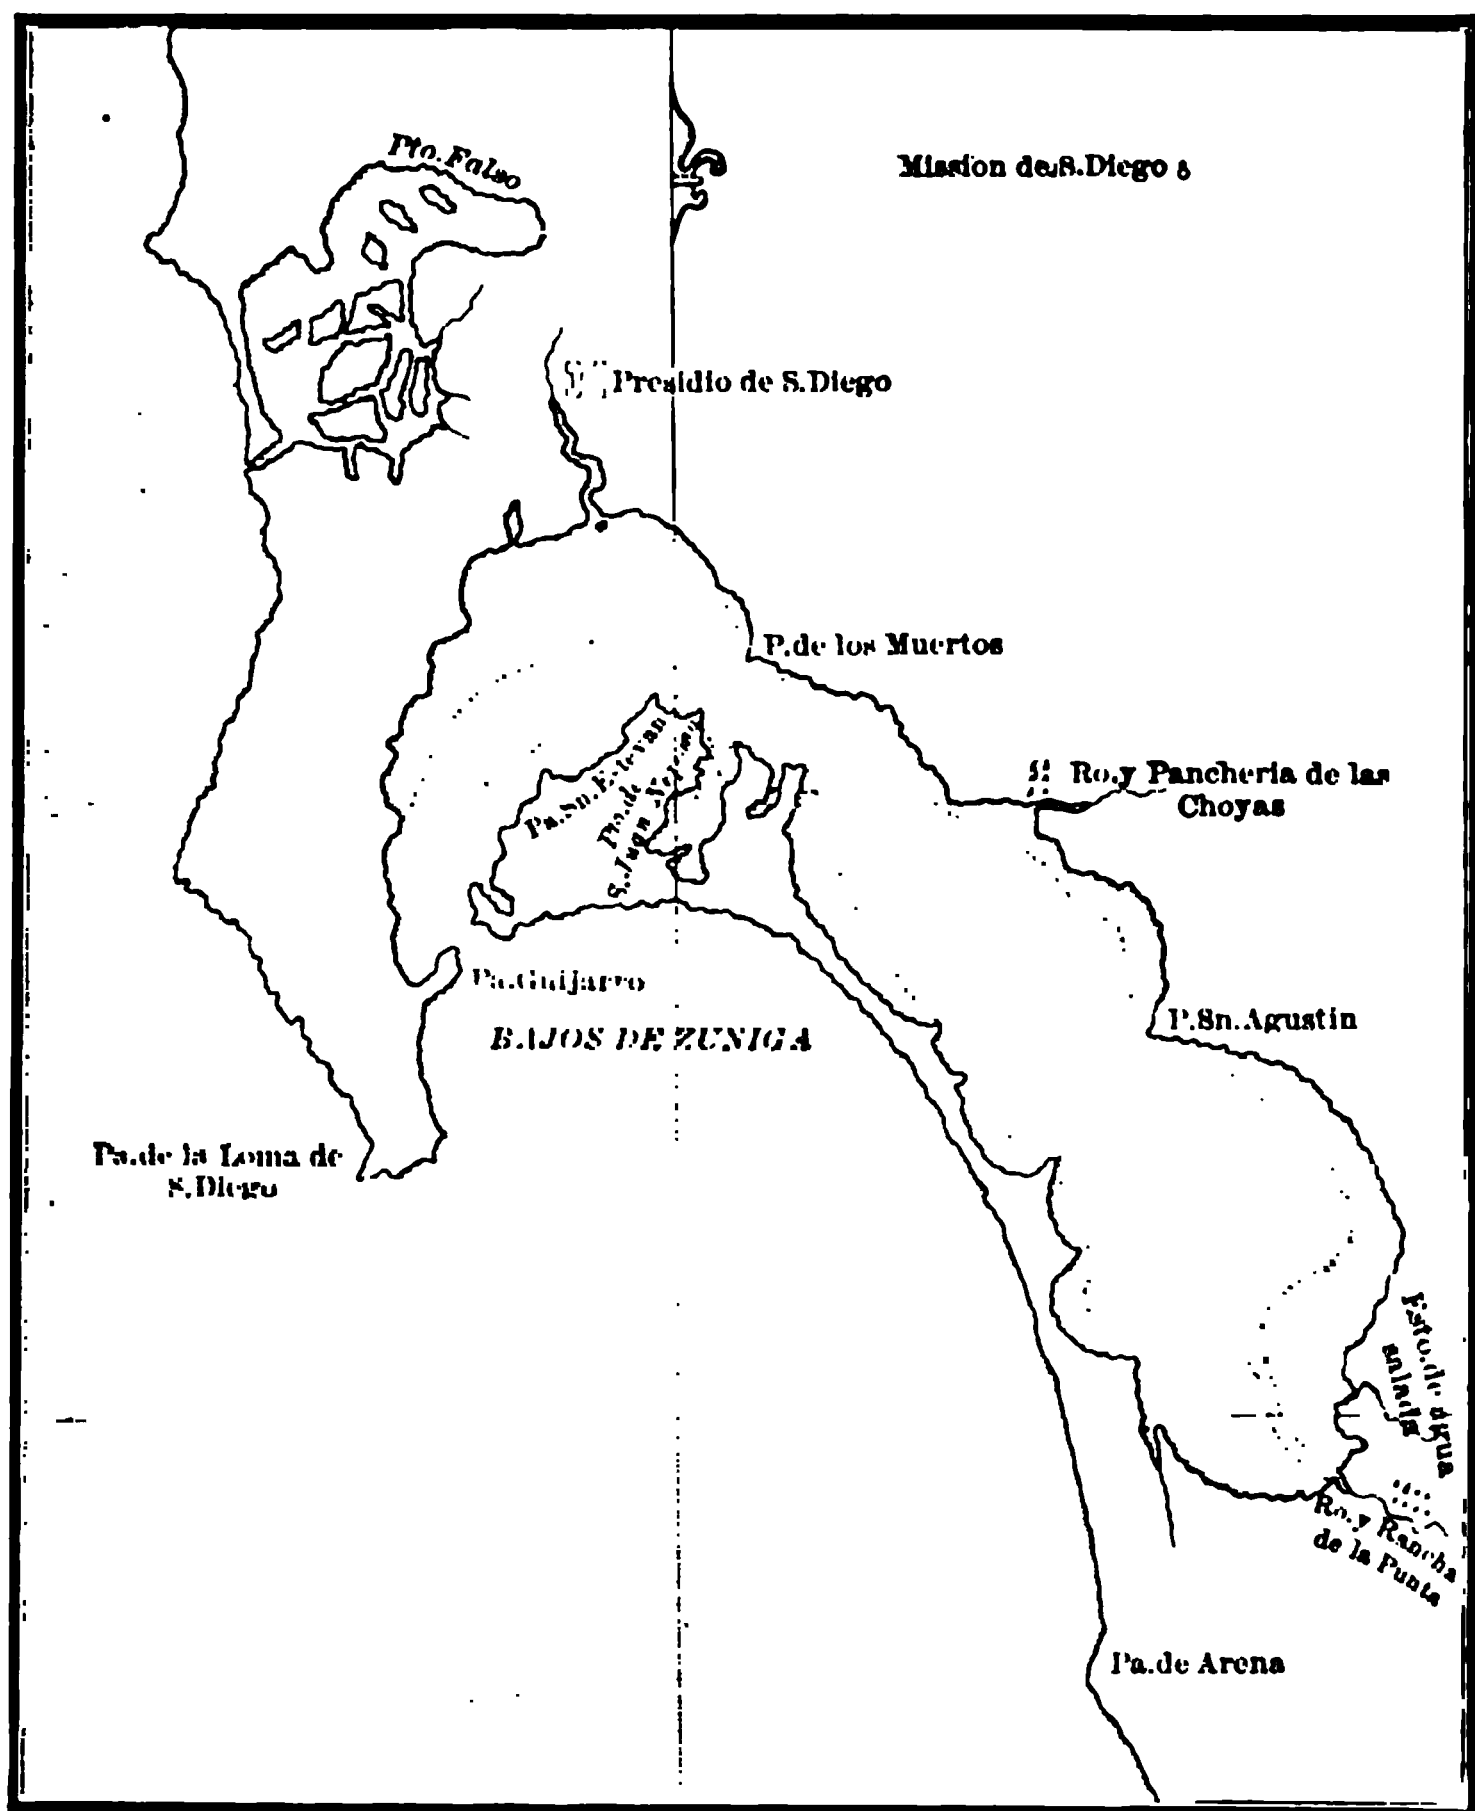 Pto. Falso
Mission de S. Diego
Presidio de S. Diego
P. de los Muertos
Pa. Sn. Estevan
Pto. de
S. Juan
Ro. y Pancheria de las
Choyas
Pa. Guijarro
P. Sn. Agustin
BAJOS DE ZUNIGA
Pa. de la Loma de
S. Diego
Esto. de agua
salada
Ro. y Rancha
de la Punta
Pa. de Arena